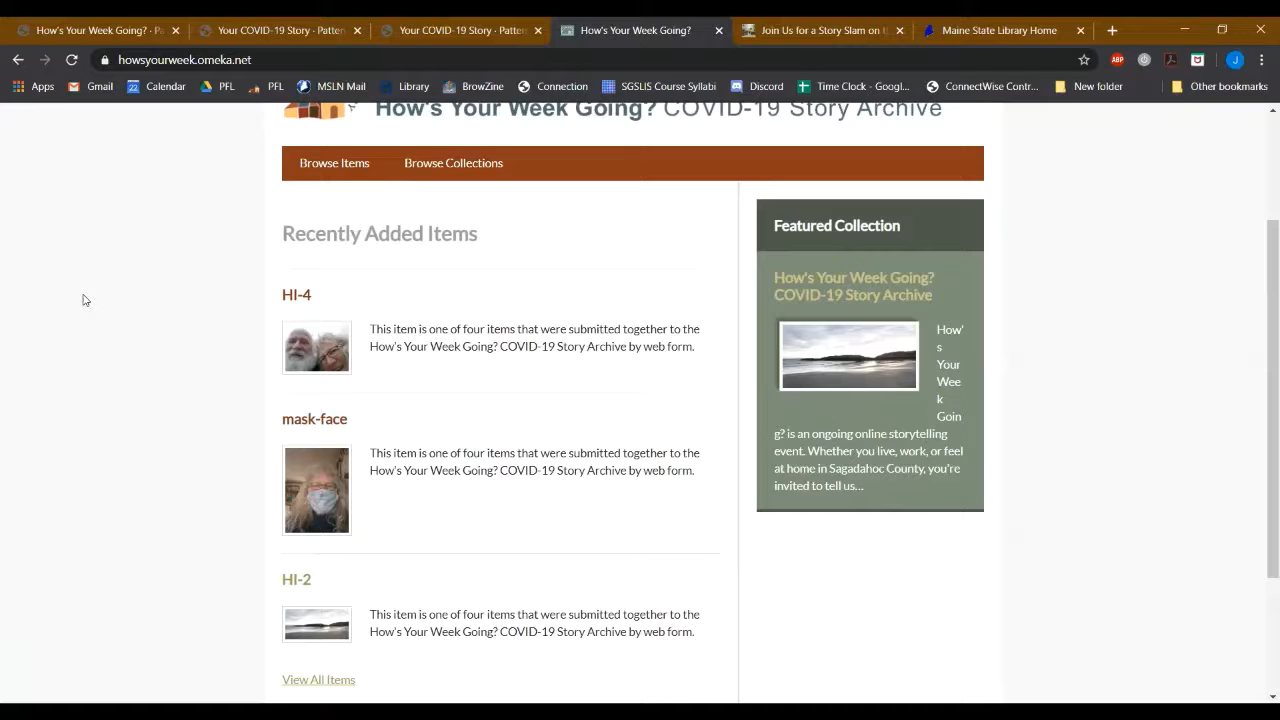 How's Your Week Going? - Pa
Your COVID-19 Story - Patten
Your COVID-19 Story - Patten
How's Your Week Going?
Join Us for a Story Slam on U
Maine State Library Home
howsyourweek.omeka.net
ABP
J
Apps
Gmail
22
Calendar
PFL
PFL
MSLN Mail
Library
BrowZine
Connection
SGSLIS Course Syllabi
Discord
Time Clock - Googl...
ConnectWise Contr...
New folder
Other bookmarks
How's Your Week Going? COVID-19 Story Archive
Browse Items
Browse Collections
Recently Added Items
HI-4
This item is one of four items that were submitted together to the
How's Your Week Going? COVID-19 Story Archive by web form.
mask-face
This item is one of four items that were submitted together to the
How's Your Week Going? COVID-19 Story Archive by web form.
HI-2
This item is one of four items that were submitted together to the
How's Your Week Going? COVID-19 Story Archive by web form.
View All Items
Featured Collection
How's Your Week Going?
COVID-19 Story Archive
How'
s
Your
Wee
k
Goin
g? is an ongoing online storytelling
event. Whether you live, work, or feel
at home in Sagadahoc County, you're
invited to tell us...